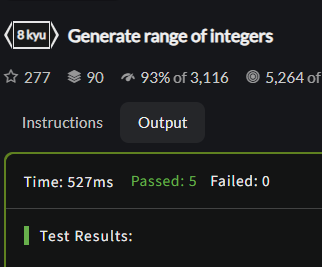 8 kyu Generate range of integers
277 90 93% of 3,116 5,264 of
Instructions Output
Time: 527ms Passed: 5 Failed: 0
Test Results: